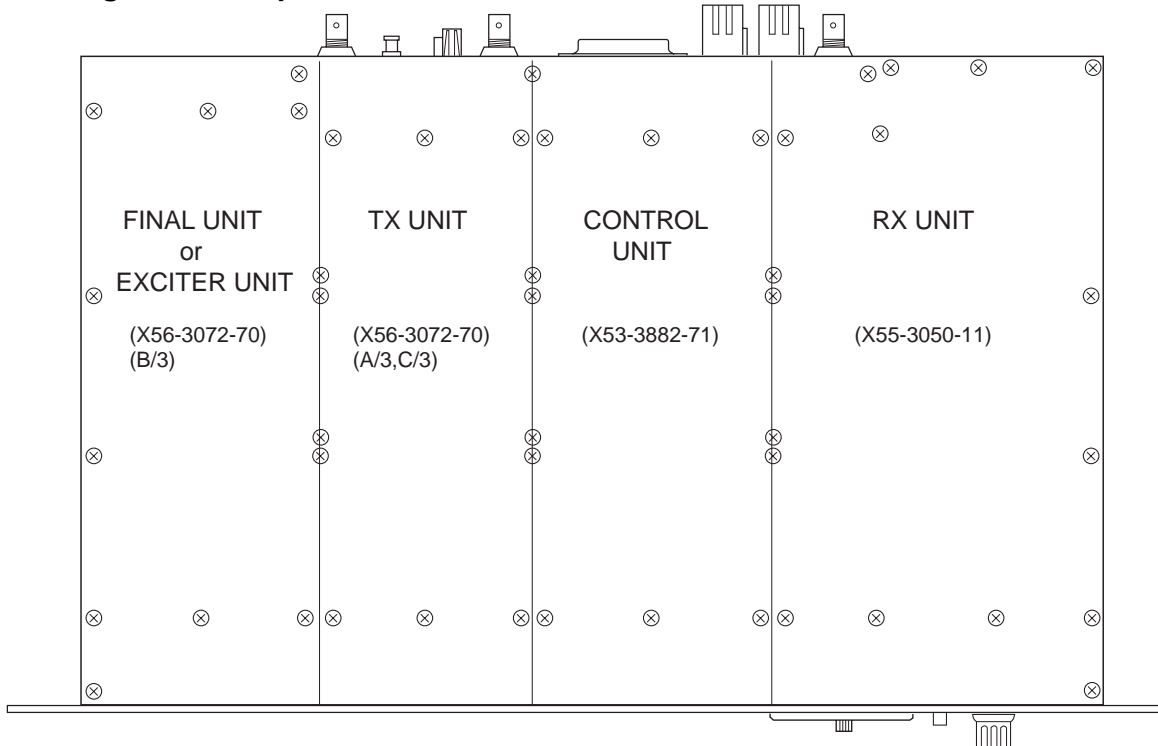 FINAL UNIT
or
EXCITER UNIT
(X56-3072-70)
(B/3)
TX UNIT
(X56-3072-70)
(A/3,C/3)
CONTROL
UNIT
(X53-3882-71)
RX UNIT
(X55-3050-11)